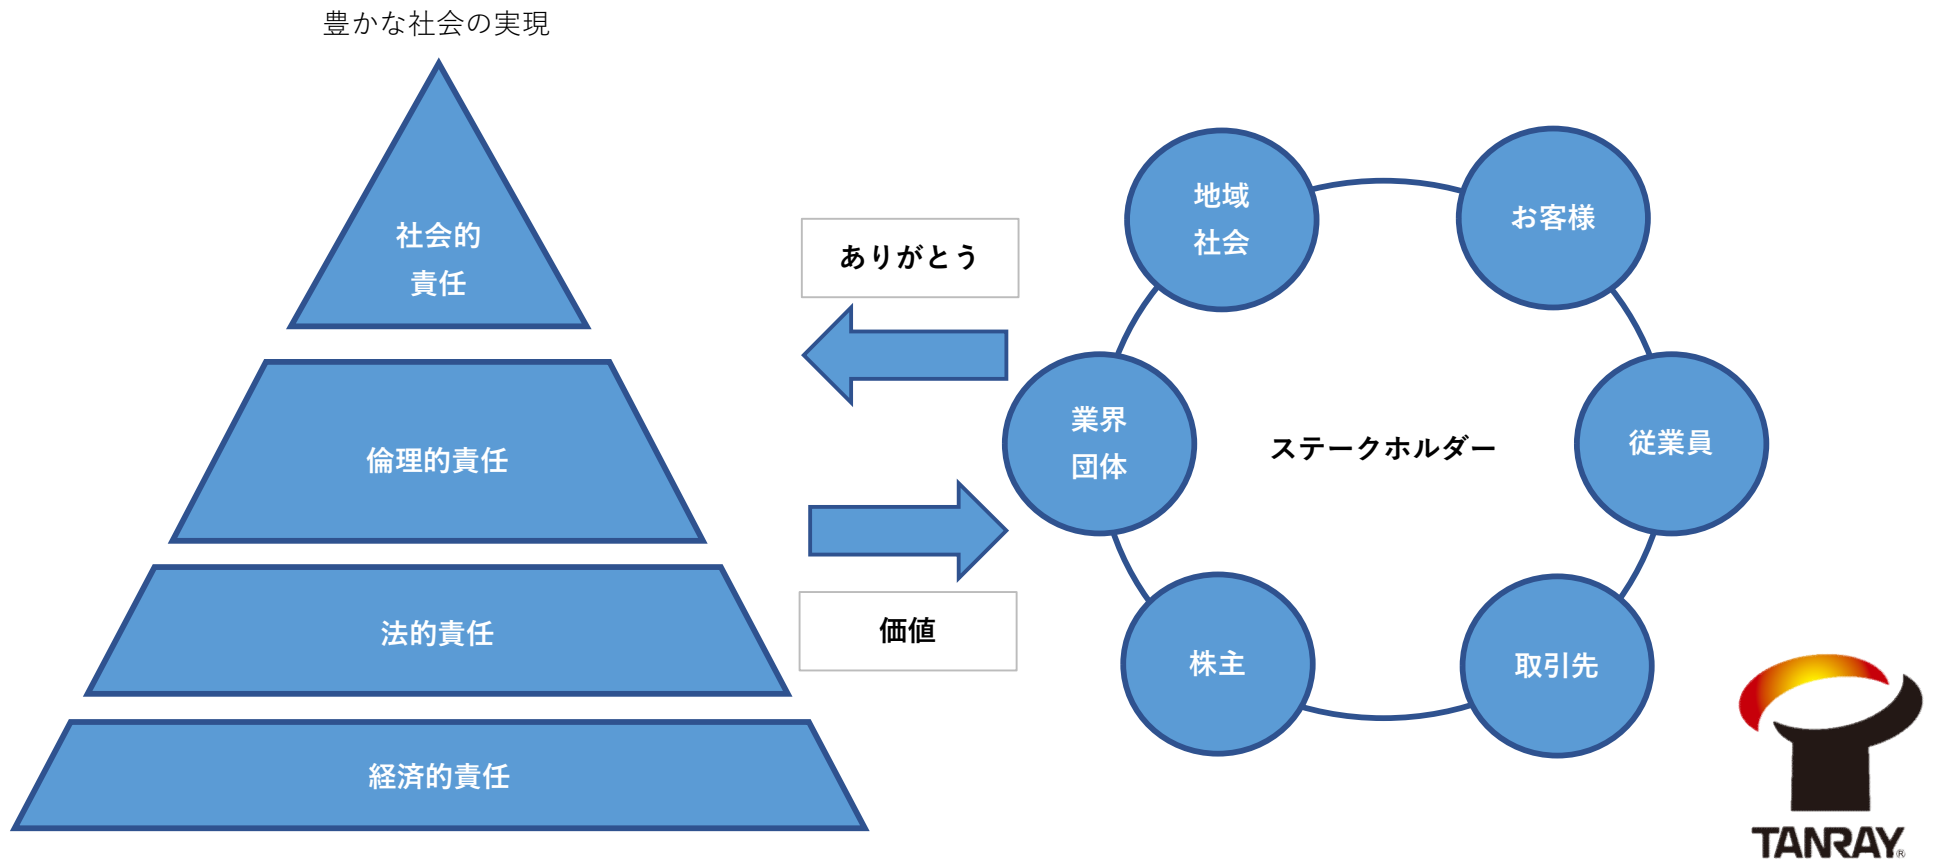 豊かな社会の実現
社会的
責任
倫理的責任
法的責任
経済的責任
ありがとう
価値
地域
社会
お客様
業界
団体
ステークホルダー
従業員
株主
取引先
TANRAY®